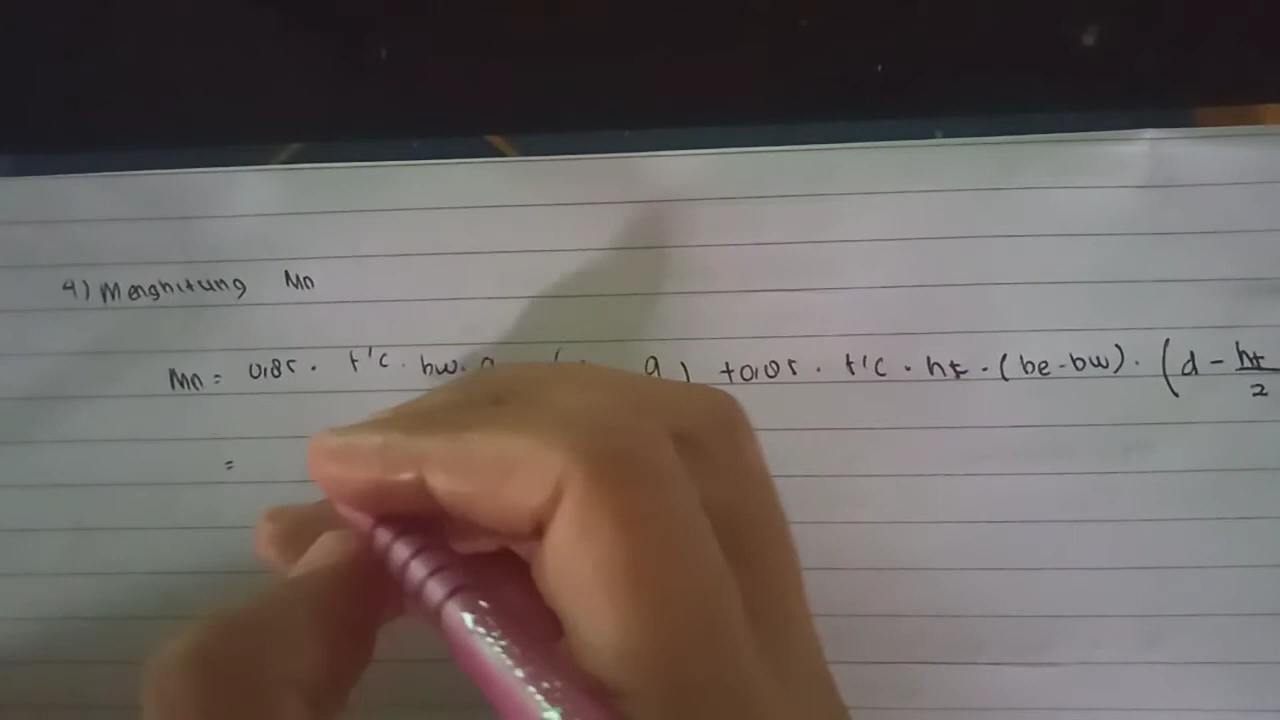 4) Menghitung Mn
Mn = 0,85 . f'c . bw. a ( a ) + 0,85 . f'c . hf . (be - bw) . (d - hf/2
=